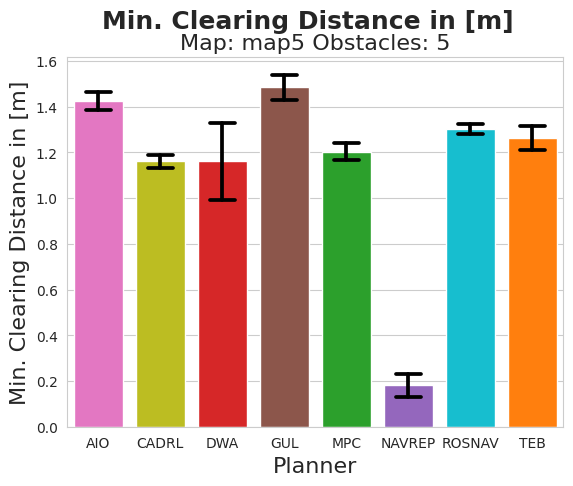 Min. Clearing Distance in [m]
Map: map5 Obstacles: 5
Min. Clearing Distance in [m]
1.6
1.4
1.2
1.0
0.8
0.6
0.4
0.2
0.0
AIO CADRL DWA GUL MPC NAVREP ROSNAV TEB
Planner